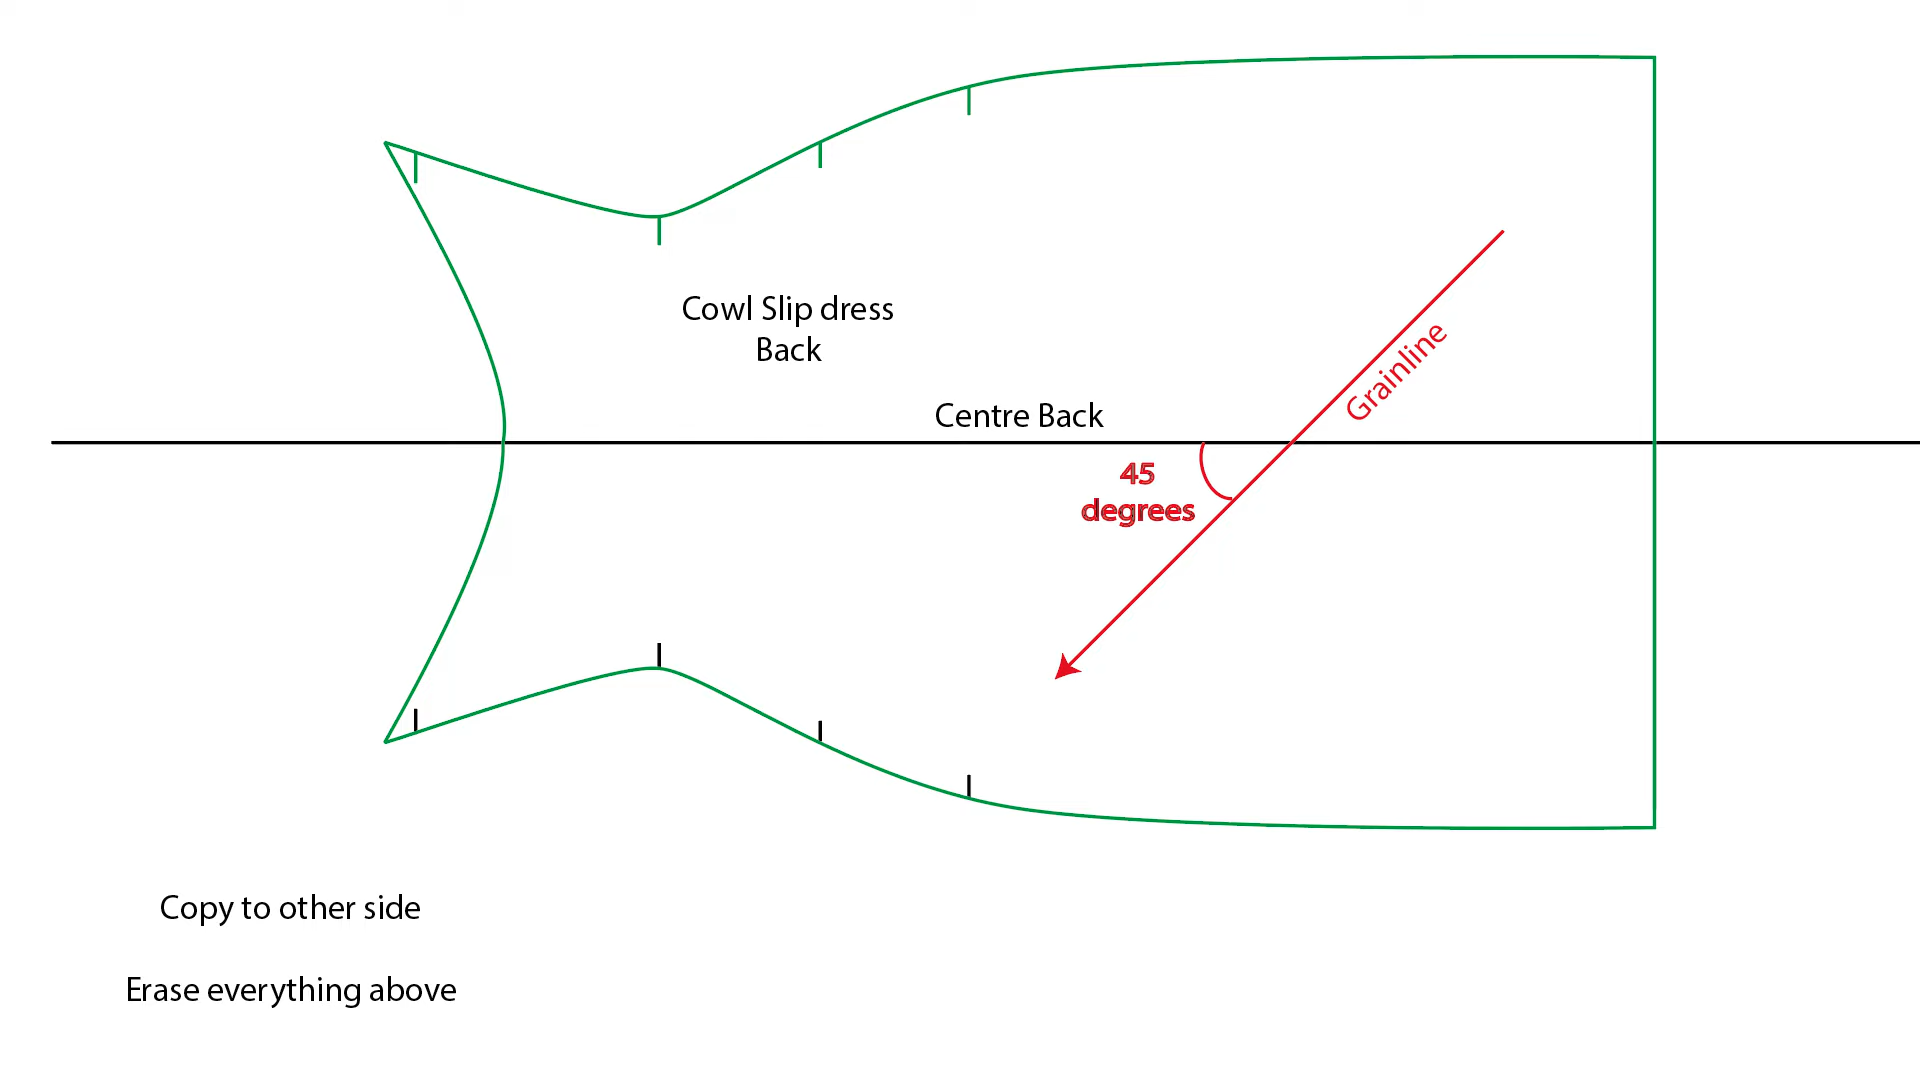 Cowl Slip dress
Back
Centre Back
Grainline
45
degrees
Copy to other side
Erase everything above